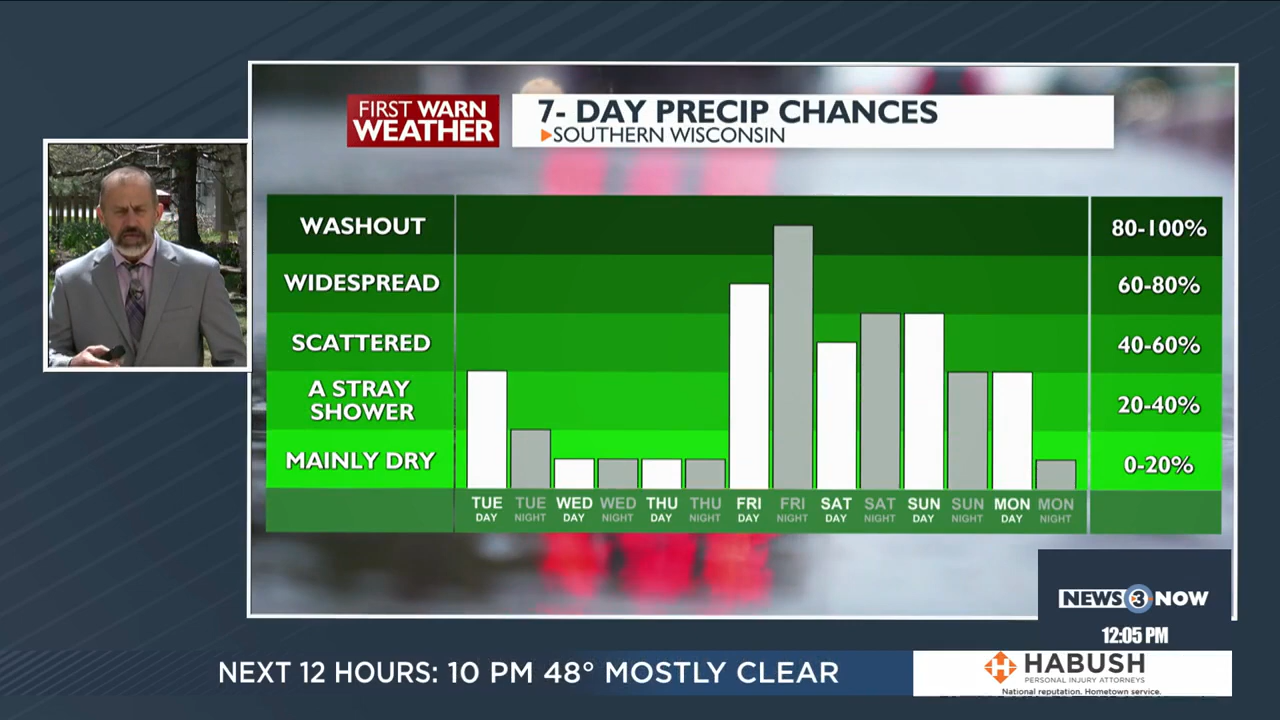 FIRST WARN
WEATHER
7- DAY PRECIP CHANCES
SOUTHERN WISCONSIN
WASHOUT
80-100%
WIDESPREAD
60-80%
SCATTERED
40-60%
A STRAY
SHOWER
20-40%
MAINLY DRY
0-20%
TUE TUE WED WED THU THU FRI FRI SAT SAT SUN SUN MON MON
DAY NIGHT DAY NIGHT DAY NIGHT DAY NIGHT DAY NIGHT DAY NIGHT DAY NIGHT
NEWS 3 NOW
12:05 PM
NEXT 12 HOURS: 10 PM 48° MOSTLY CLEAR
HABUSH
PERSONAL INJURY ATTORNEYS
National reputation. Hometown service.